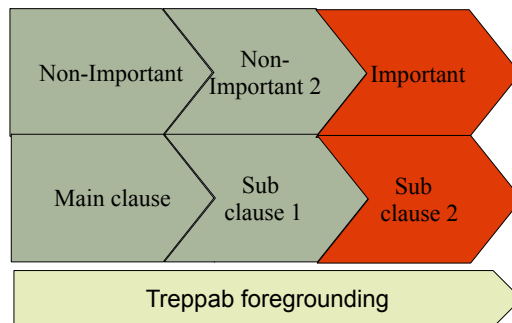 Non-Important
Non-
Important 2
Important
Main clause
Sub
clause 1
Sub
clause 2
Treppab foregrounding